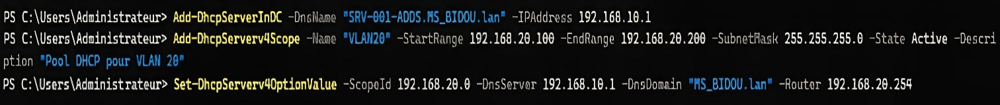 PS C:\Users\Administrateur> Add-DhcpServerInDC -DnsName "SRV-001-ADDS.MS_BIDOU.lan" -IPAddress 192.168.10.1
PS C:\Users\Administrateur> Add-DhcpServerv4Scope -Name "VLAN20" -StartRange 192.168.20.100 -EndRange 192.168.20.200 -SubnetMask 255.255.255.0 -State Active -Descri
ption "Pool DHCP pour VLAN 20"
PS C:\Users\Administrateur> Set-DhcpServerv4OptionValue -ScopeId 192.168.20.0 -DnsServer 192.168.10.1 -DnsDomain "MS_BIDOU.lan" -Router 192.168.20.254